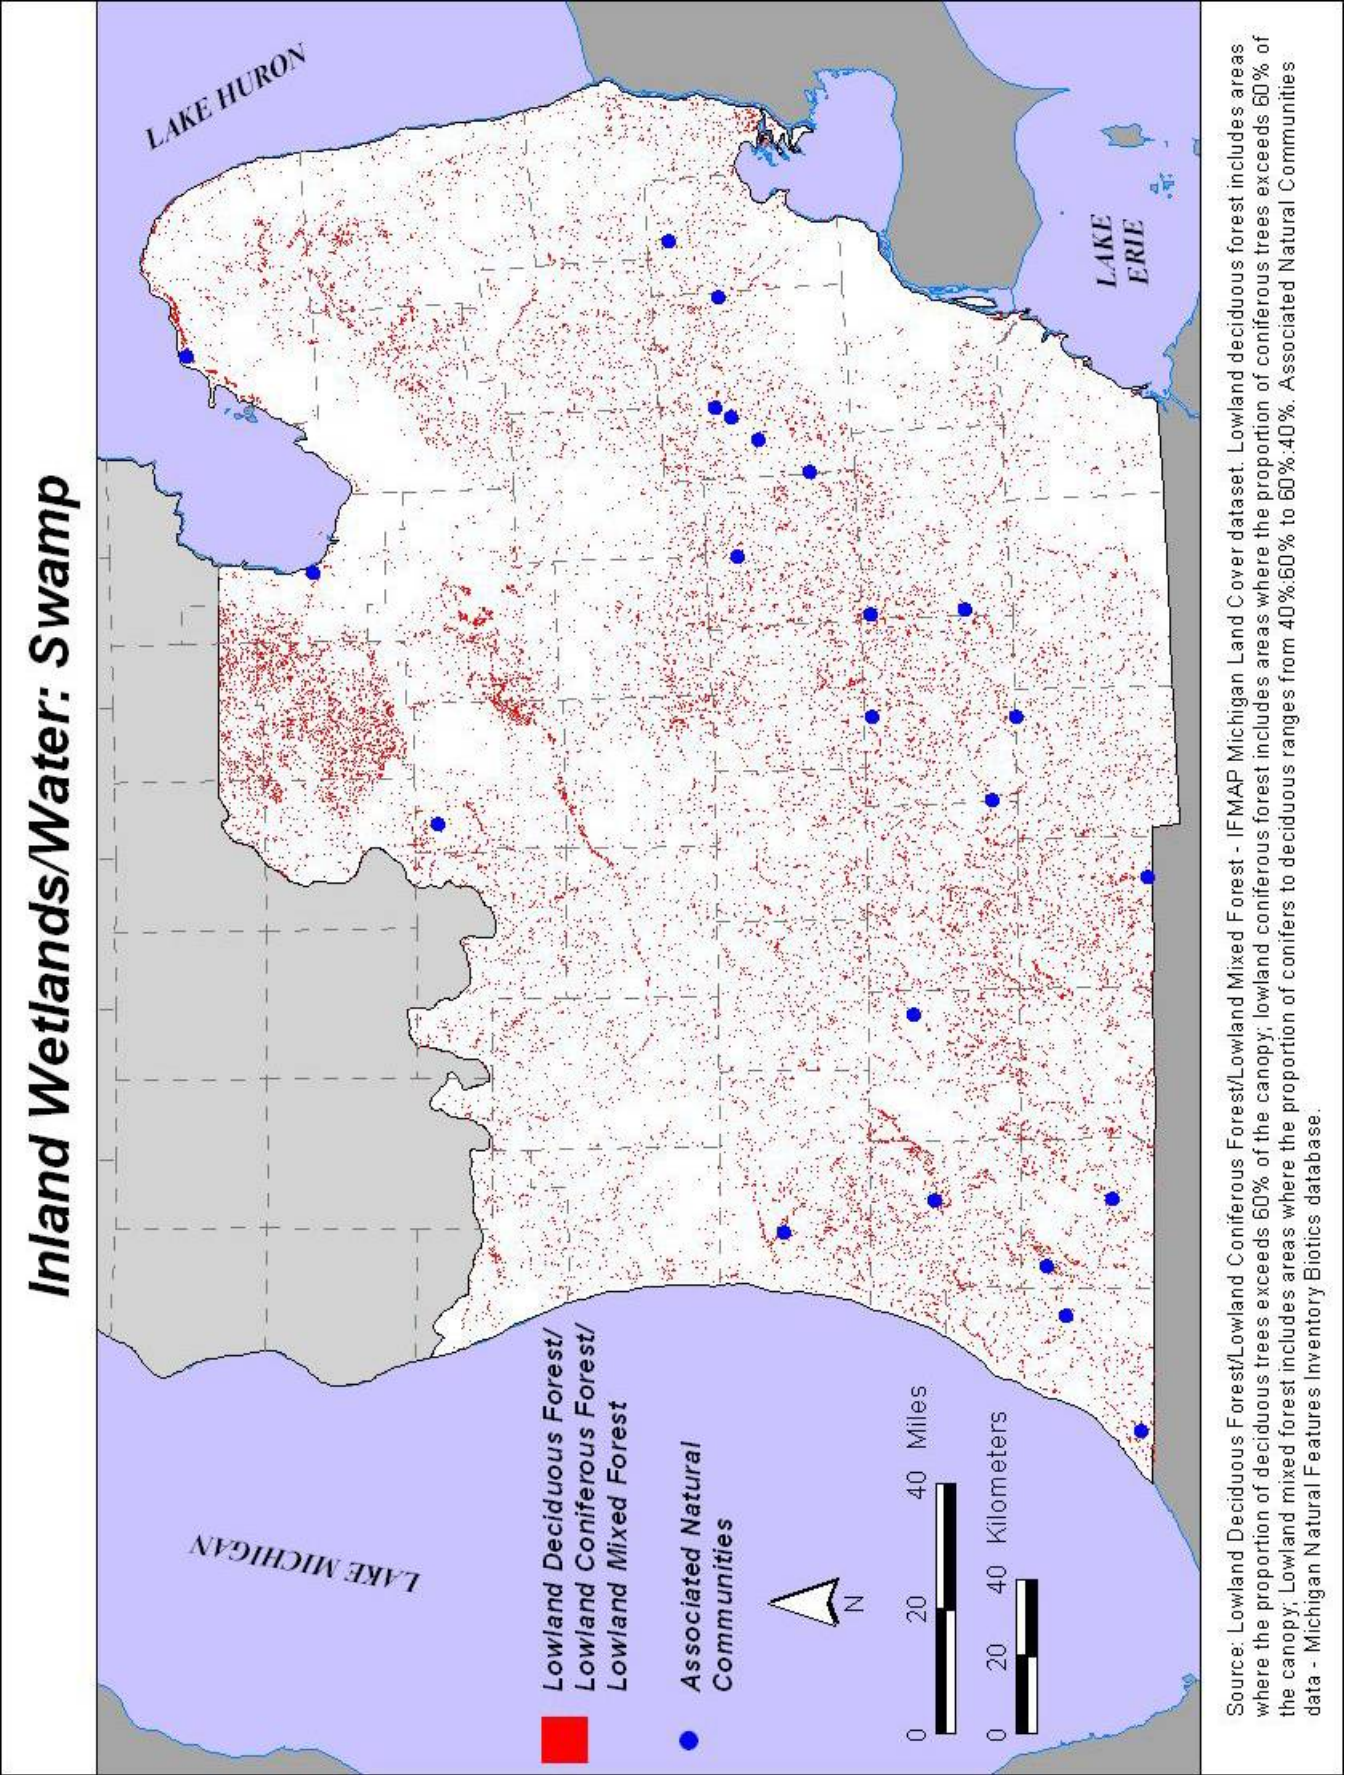 Inland Wetlands/Water: Swamp
LAKE HURON
LAKE
ERIE
LAKE MICHIGAN
Lowland Deciduous Forest/
Lowland Coniferous Forest/
Lowland Mixed Forest
Associated Natural
Communities
N
0 20 40 Miles
0 20 40 Kilometers
Source: Lowland Deciduous Forest/Lowland Coniferous Forest/Lowland Mixed Forest - IFMAP Michigan Land Cover dataset. Lowland deciduous forest includes areas
where the proportion of deciduous trees exceeds 60% of the canopy; lowland coniferous forest includes areas where the proportion of coniferous trees exceeds 60% of
the canopy; Lowland mixed forest includes areas where the proportion of conifers to deciduous ranges from 40%:60% to 60%:40%. Associated Natural Communities
data - Michigan Natural Features Inventory Biotics database.